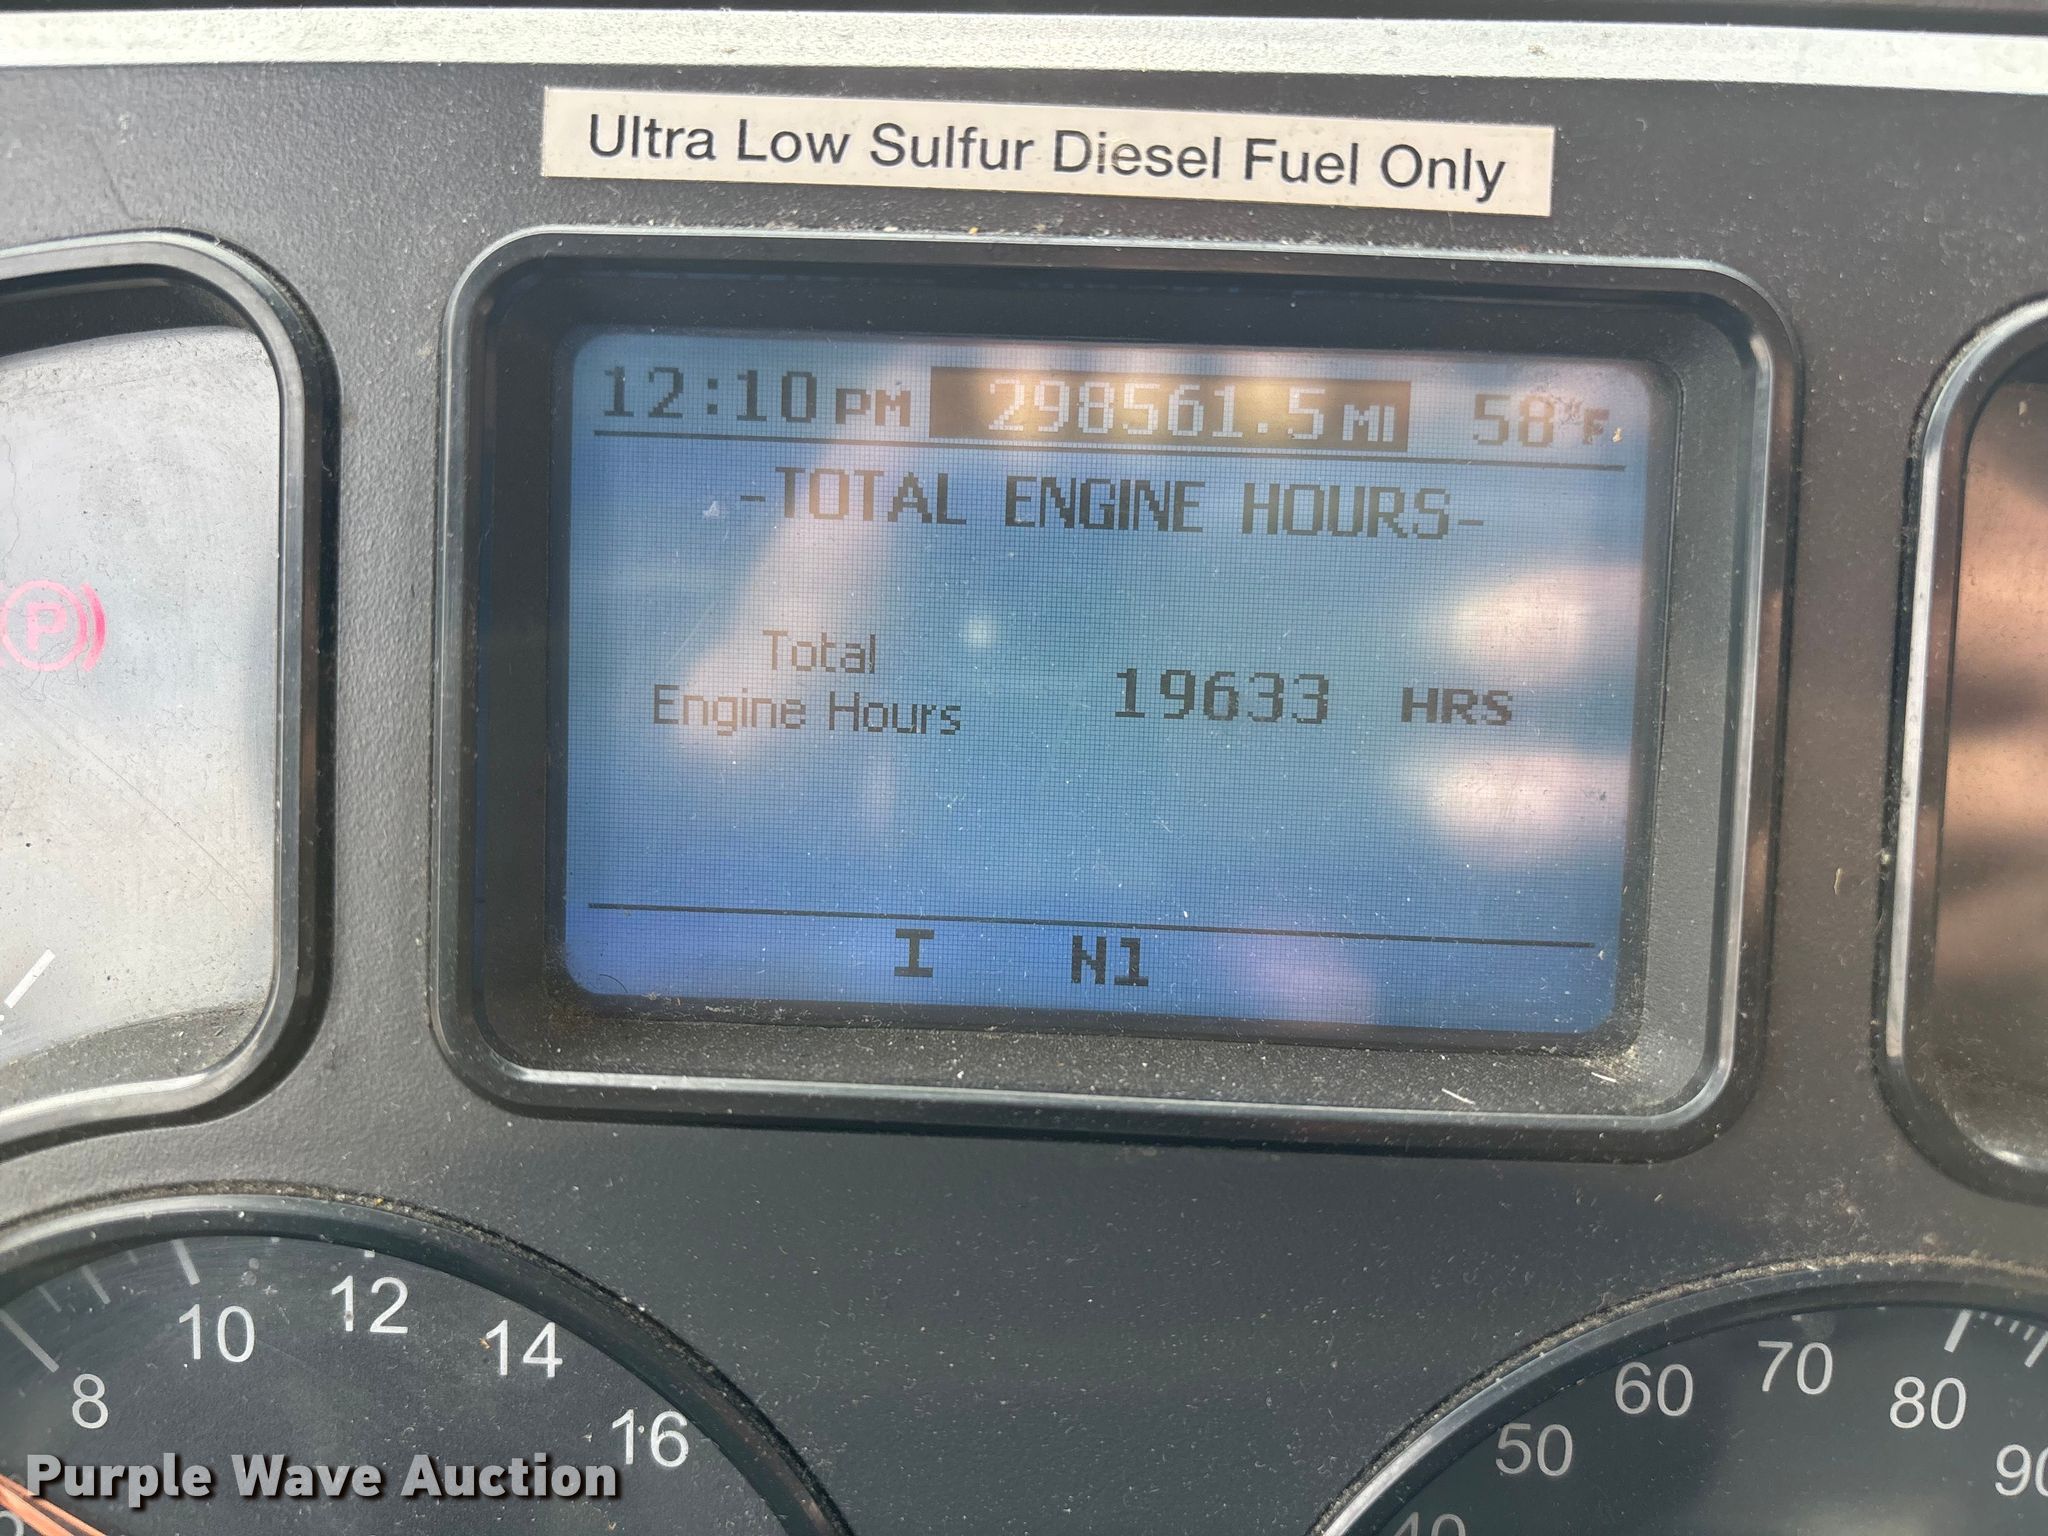 Ultra Low Sulfur Diesel Fuel Only
12:10 PM 298561.5 MI 58°F
-TOTAL ENGINE HOURS-
Total
Engine Hours 19633 HRS
I N1
P
8 10 12 14 16
50 60 70 80
Purple Wave Auction